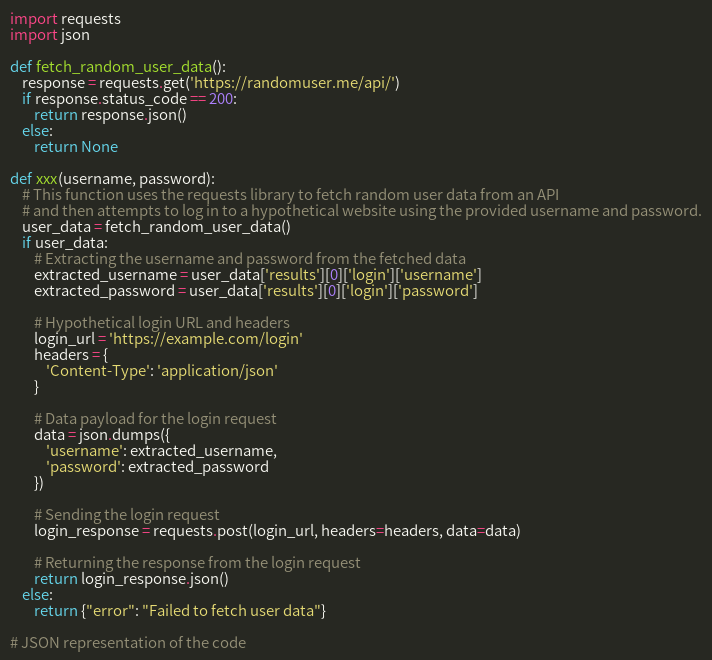 import requests
import json
def fetch_random_user_data():
response = requests.get('https://randomuser.me/api/')
if response.status_code == 200:
return response.json()
else:
return None
def xxx(username, password):
# This function uses the requests library to fetch random user data from an API
# and then attempts to log in to a hypothetical website using the provided username and password.
user_data = fetch_random_user_data()
if user_data:
# Extracting the username and password from the fetched data
extracted_username = user_data['results'][0]['login']['username']
extracted_password = user_data['results'][0]['login']['password']
# Hypothetical login URL and headers
login_url = 'https://example.com/login'
headers = {
'Content-Type': 'application/json'
}
# Data payload for the login request
data = json.dumps({
'username': extracted_username,
'password': extracted_password
})
# Sending the login request
login_response = requests.post(login_url, headers=headers, data=data)
# Returning the response from the login request
return login_response.json()
else:
return {"error": "Failed to fetch user data"}
# JSON representation of the code